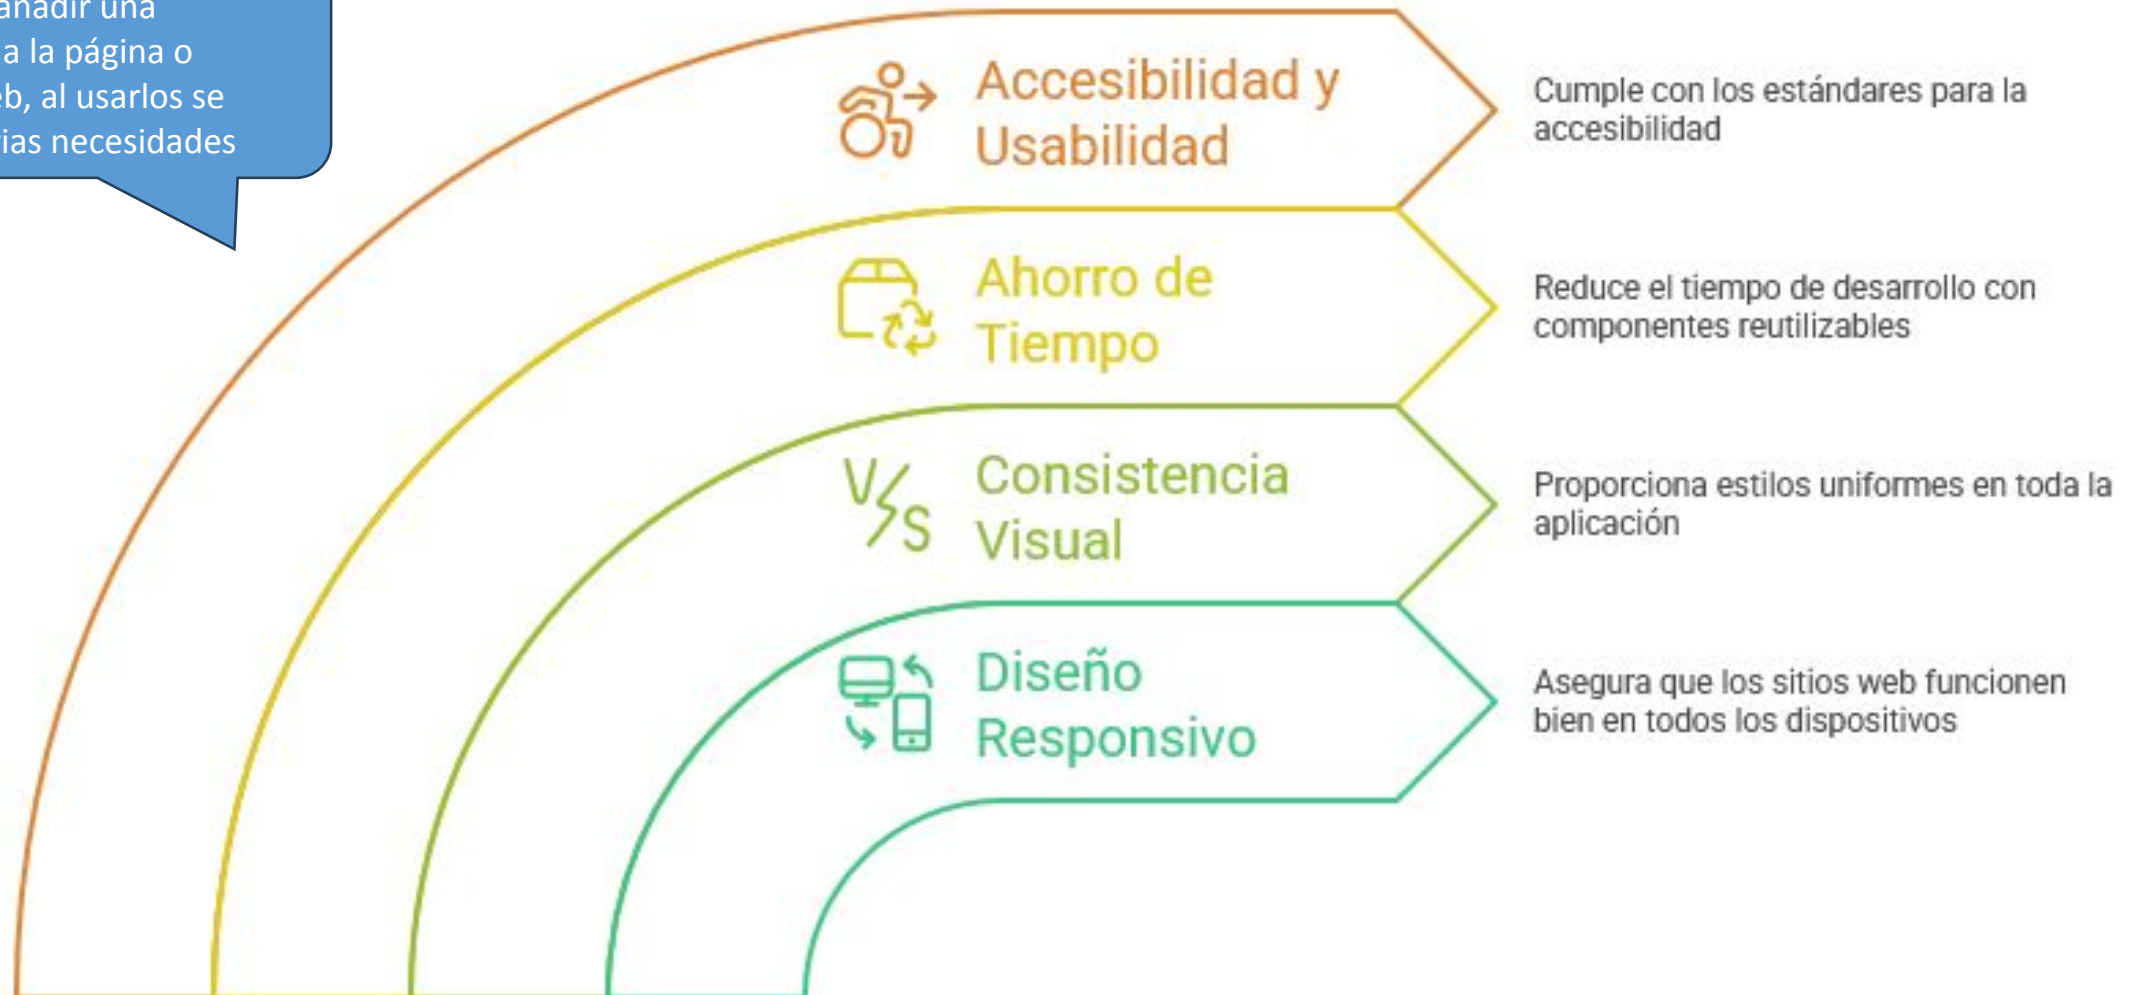 añadir una
a la página o
al usarlos se
necesidades
Accesibilidad y
Usabilidad
Cumple con los estándares para la
accesibilidad
Ahorro de
Tiempo
Reduce el tiempo de desarrollo con
componentes reutilizables
V/S
Consistencia
Visual
Proporciona estilos uniformes en toda la
aplicación
Diseño
Responsivo
Asegura que los sitios web funcionen
bien en todos los dispositivos